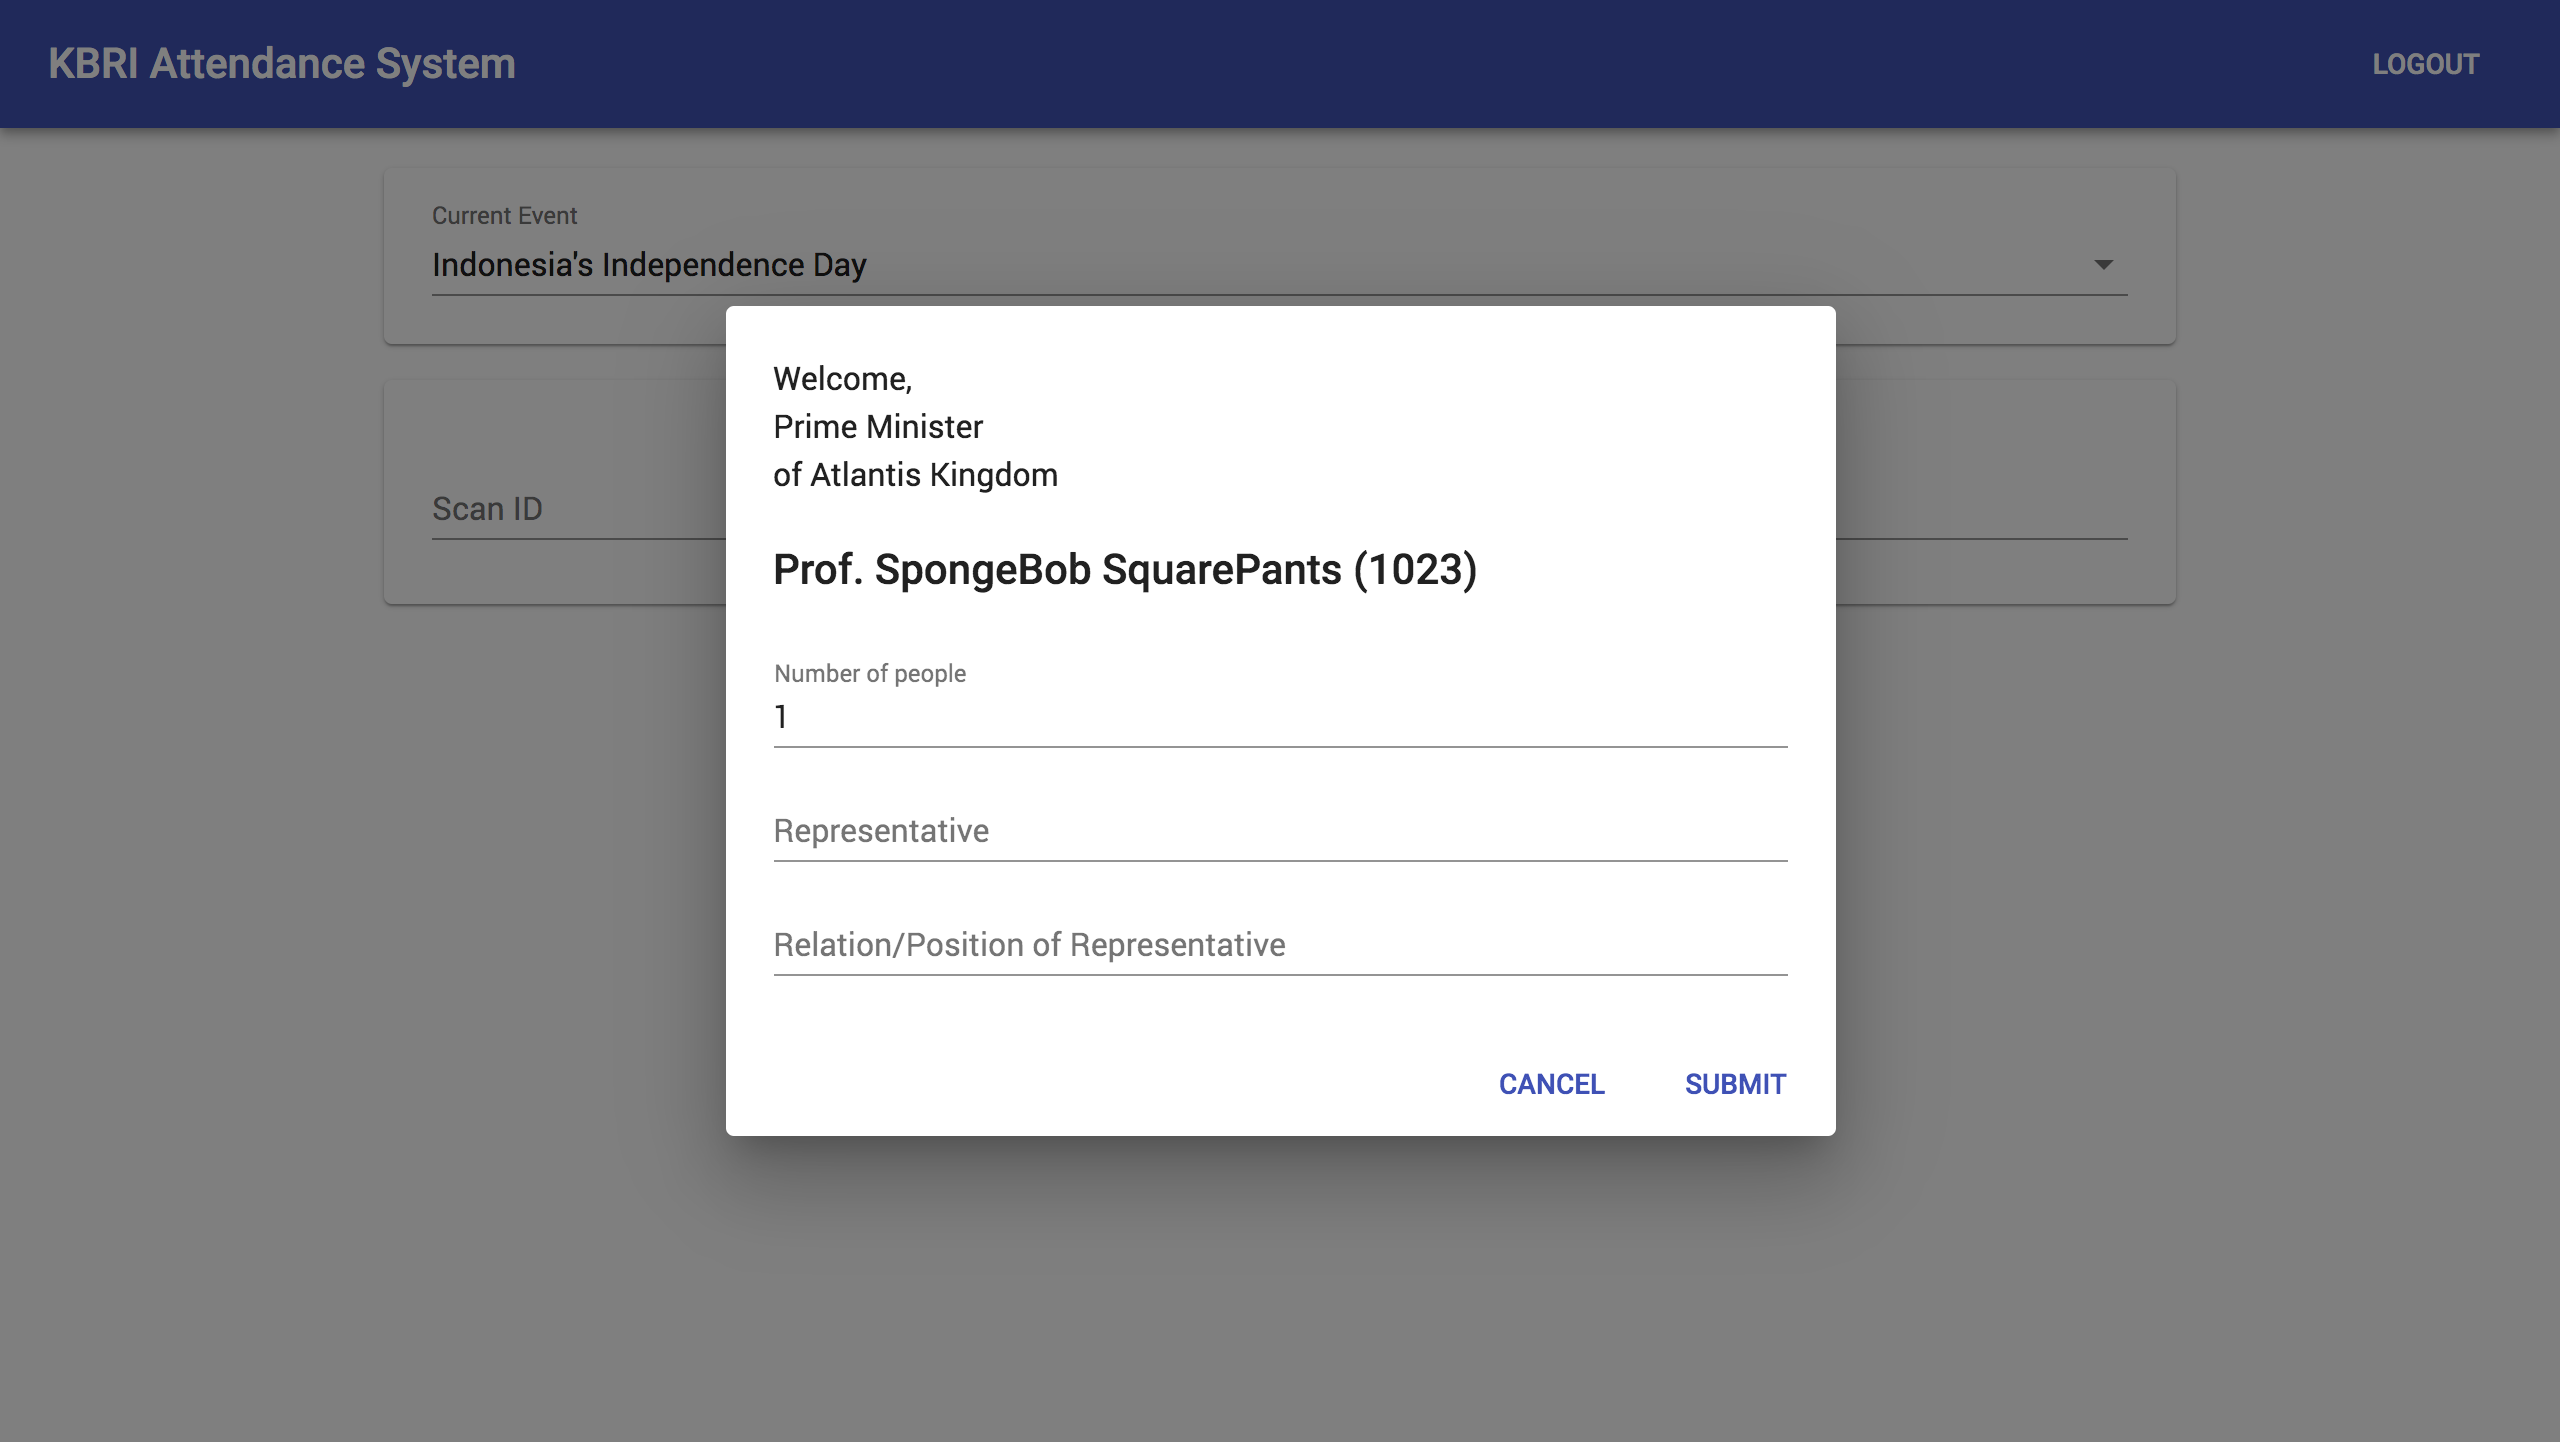 KBRI Attendance System
LOGOUT
Current Event
Indonesia's Independence Day
Scan ID
Welcome,
Prime Minister
of Atlantis Kingdom
Prof. SpongeBob SquarePants (1023)
Number of people
1
Representative
Relation/Position of Representative
CANCEL
SUBMIT